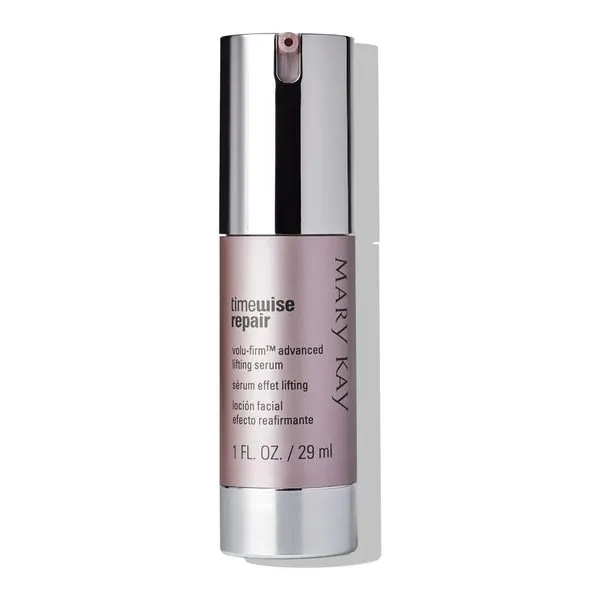 timewise
repair
volu-firm™ advanced
lifting serum
sérum effet lifting
loción facial
efecto reafirmante
1 FL. OZ. / 29 ml
MARY KAY